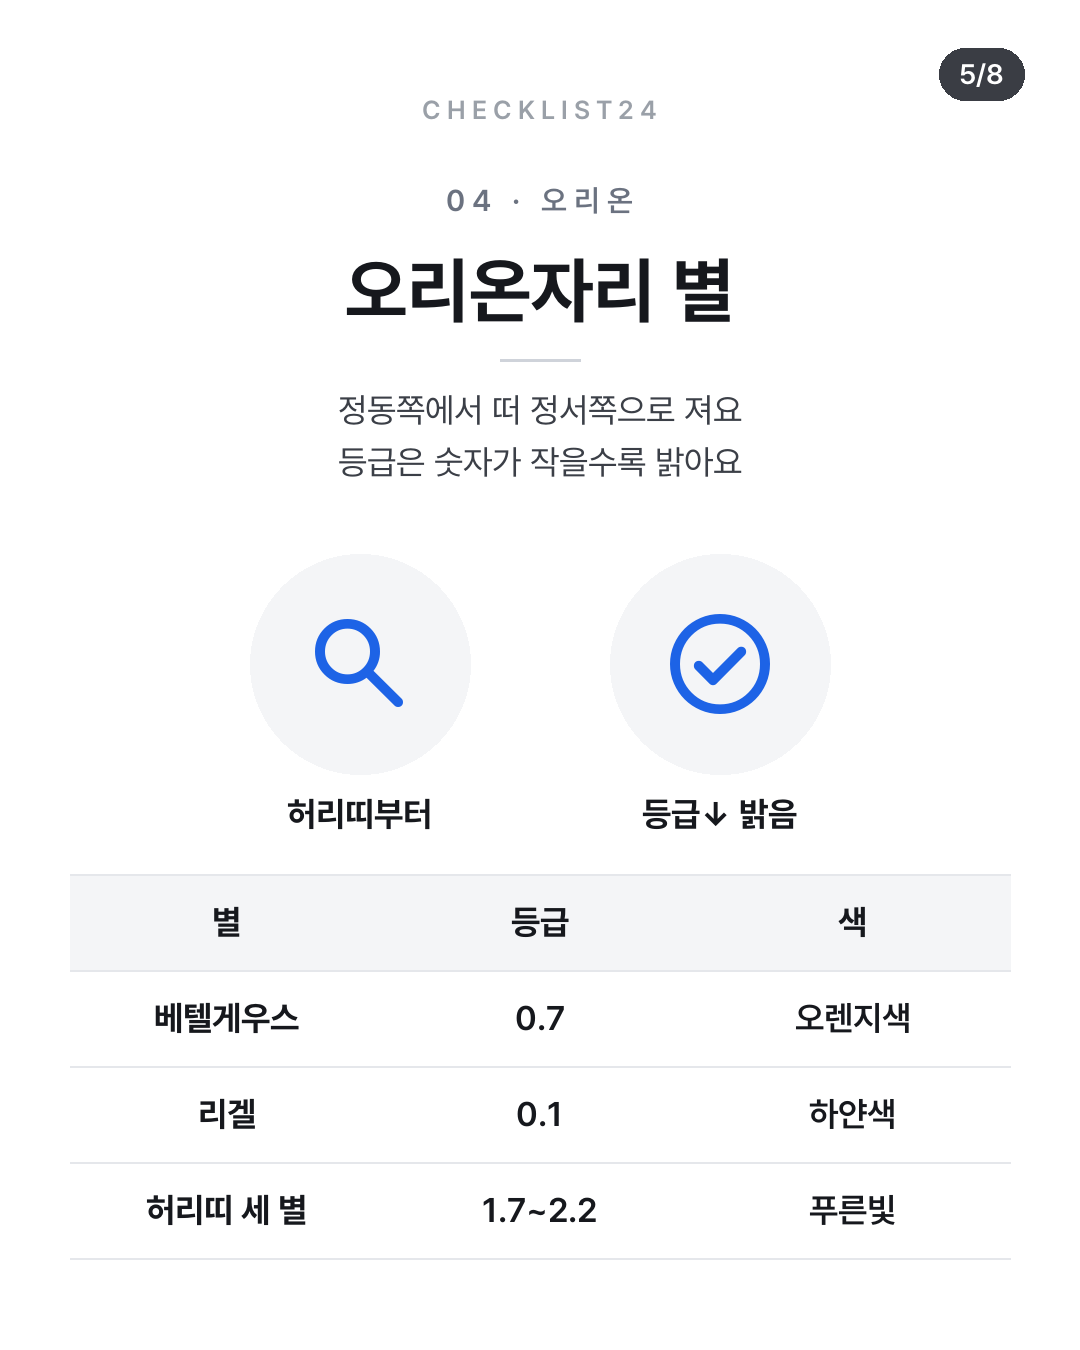 5/8
CHECKLIST24
04 · 오리온
오리온자리 별
정동쪽에서 떠 정서쪽으로 져요
등급은 숫자가 작을수록 밝아요
허리띠부터
등급↓ 밝음
별 등급 색
베텔게우스 0.7 오렌지색
리겔 0.1 하얀색
허리띠 세 별 1.7~2.2 푸른빛